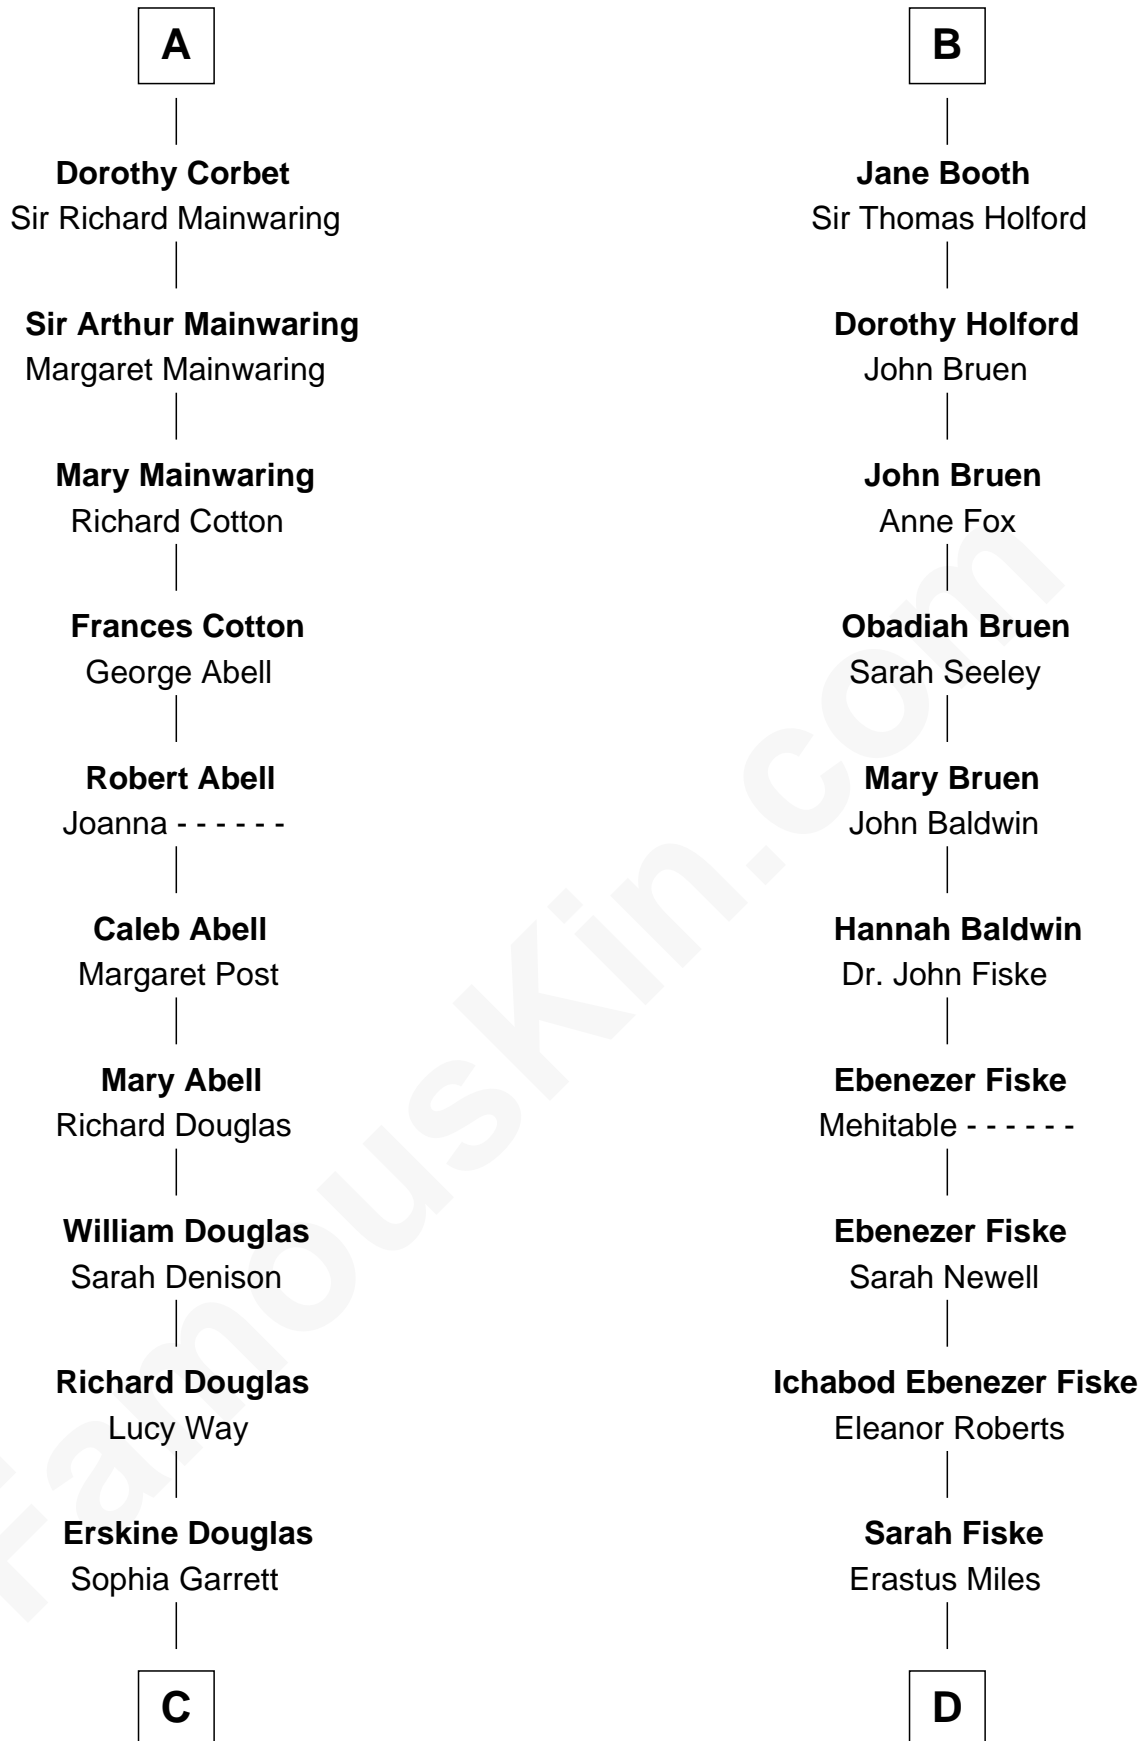 A
Dorothy Corbet
Sir Richard Mainwaring
Sir Arthur Mainwaring
Margaret Mainwaring
Mary Mainwaring
Richard Cotton
Frances Cotton
George Abell
Robert Abell
Joanna - - - - - -
Caleb Abell
Margaret Post
Mary Abell
Richard Douglas
William Douglas
Sarah Denison
Richard Douglas
Lucy Way
Erskine Douglas
Sophia Garrett
C
B
Jane Booth
Sir Thomas Holford
Dorothy Holford
John Bruen
John Bruen
Anne Fox
Obadiah Bruen
Sarah Seeley
Mary Bruen
John Baldwin
Hannah Baldwin
Dr. John Fiske
Ebenezer Fiske
Mehitable - - - - - -
Ebenezer Fiske
Sarah Newell
Ichabod Ebenezer Fiske
Eleanor Roberts
Sarah Fiske
Erastus Miles
D
FamousKin.com